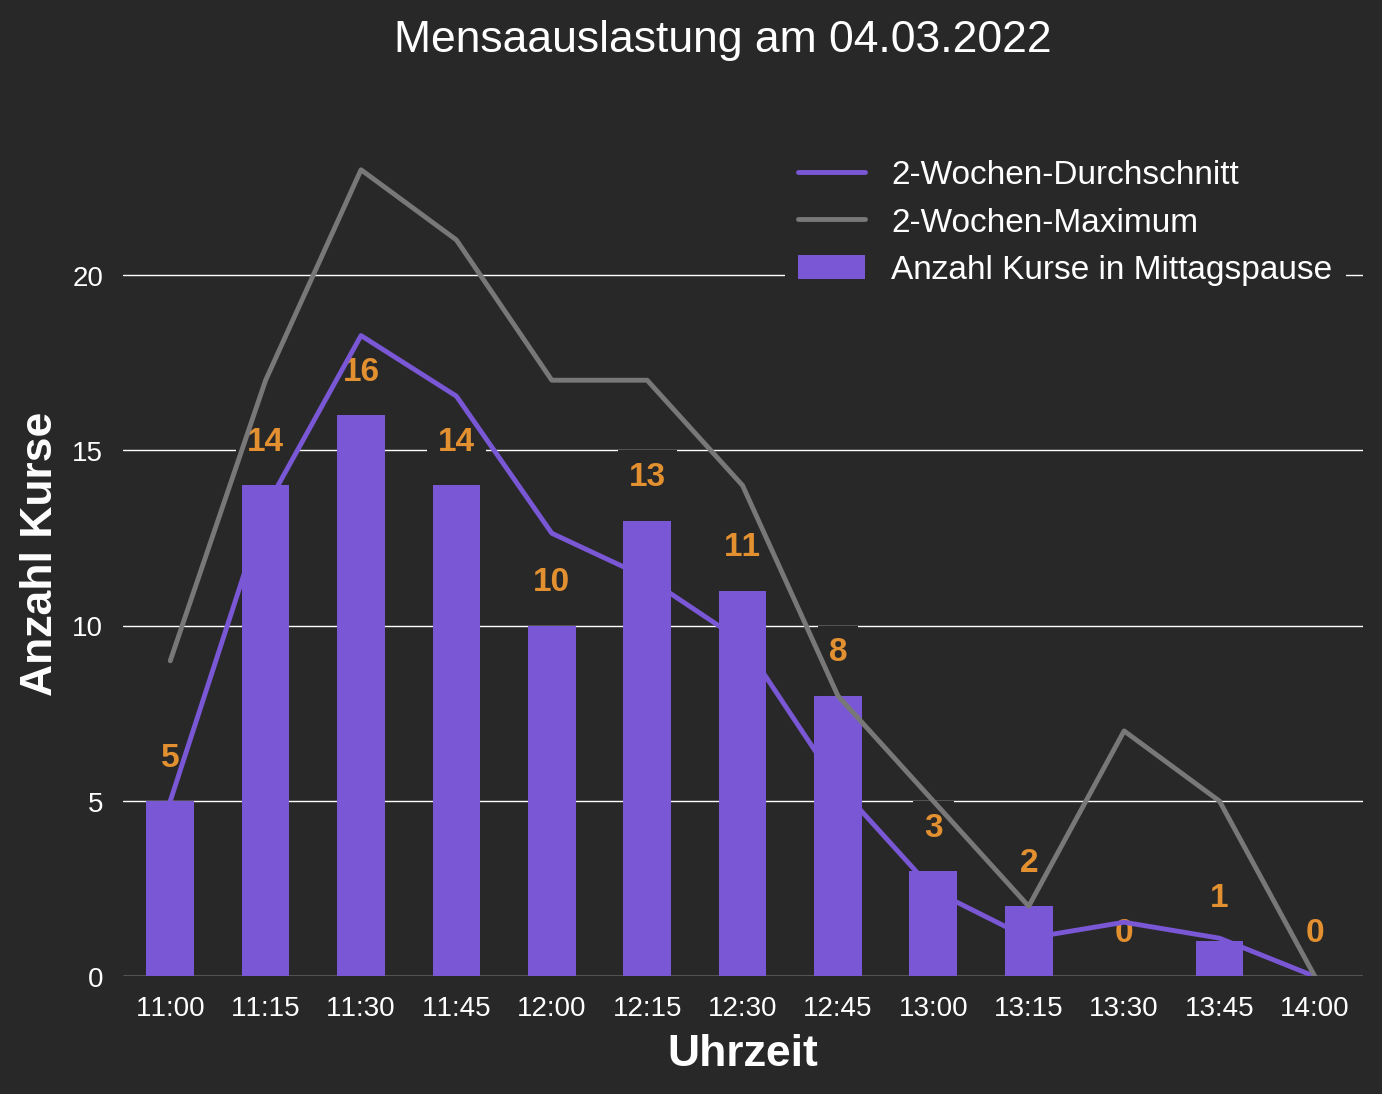 Mensaauslastung am 04.03.2022
2-Wochen-Durchschnitt
2-Wochen-Maximum
Anzahl Kurse in Mittagspause
Anzahl Kurse
20
15
10
5
0
5
14
16
14
10
13
11
8
3
2
0
1
0
11:00 11:15 11:30 11:45 12:00 12:15 12:30 12:45 13:00 13:15 13:30 13:45 14:00
Uhrzeit